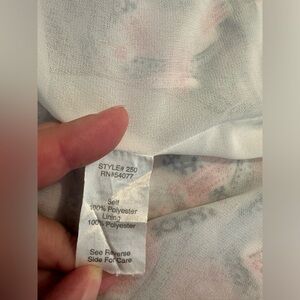 STYLE# 250
RN#54077
Self
100% Polyester
Lining
100% Polyester
See Reverse
Side For Care